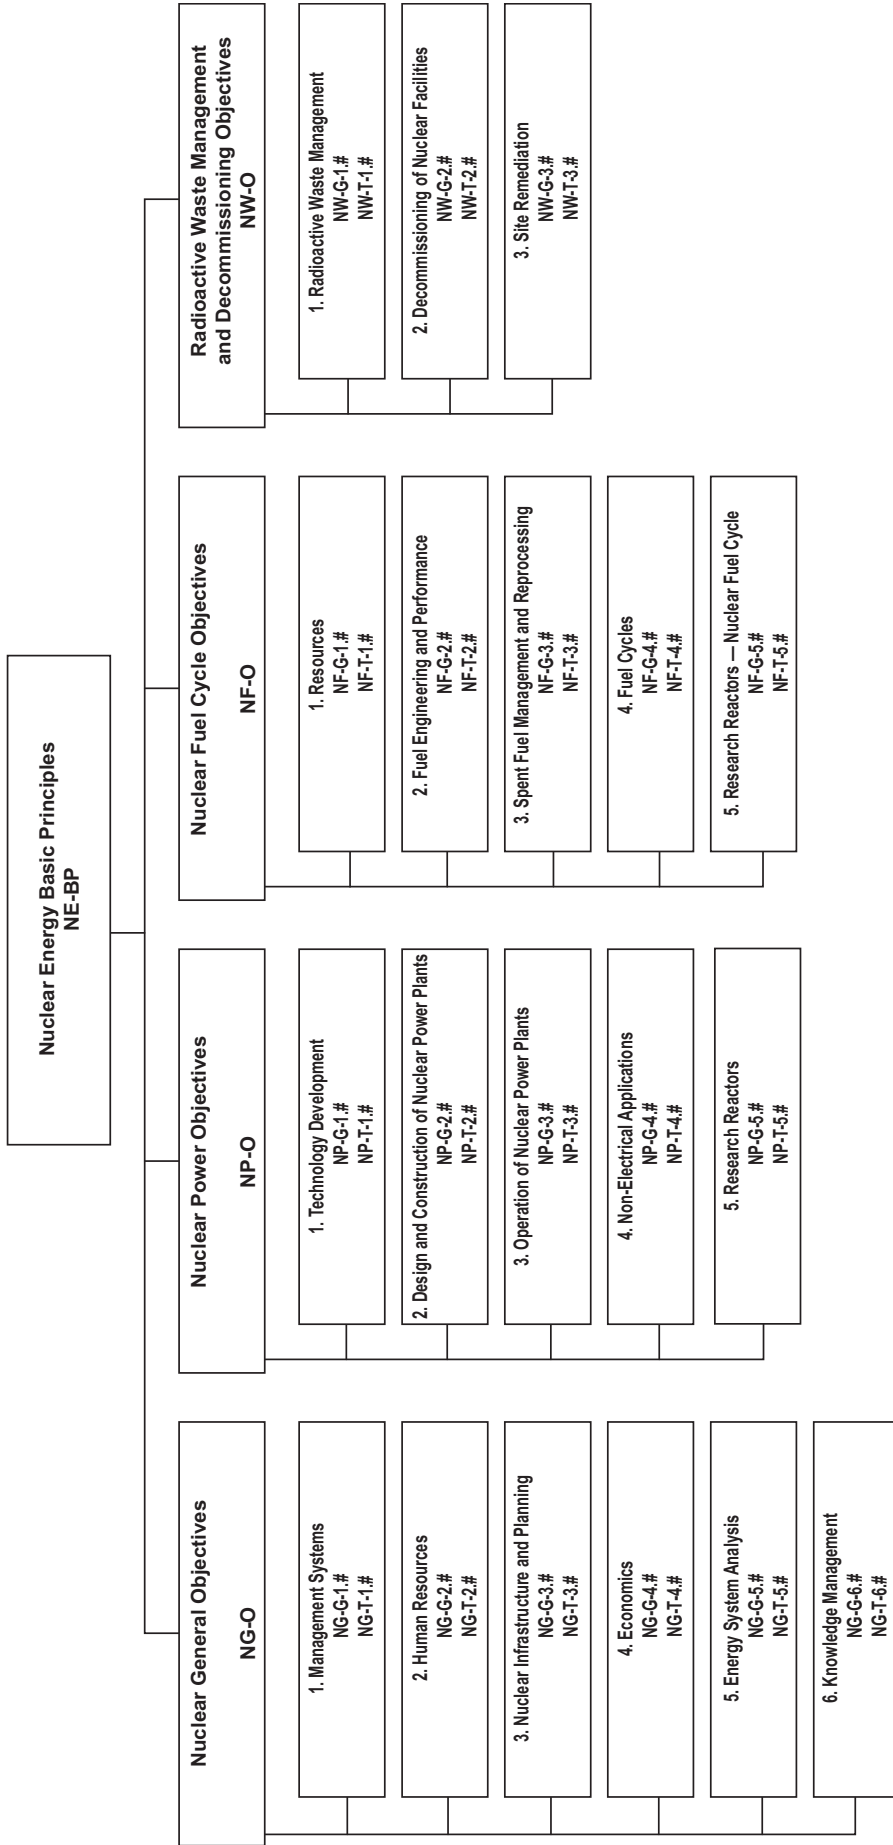 Nuclear Energy Basic Principles
NE-BP
Nuclear General Objectives
NG-O
1. Management Systems
NG-G-1.#
NG-T-1.#
2. Human Resources
NG-G-2.#
NG-T-2.#
3. Nuclear Infrastructure and Planning
NG-G-3.#
NG-T-3.#
4. Economics
NG-G-4.#
NG-T-4.#
5. Energy System Analysis
NG-G-5.#
NG-T-5.#
6. Knowledge Management
NG-G-6.#
NG-T-6.#
Nuclear Power Objectives
NP-O
1. Technology Development
NP-G-1.#
NP-T-1.#
2. Design and Construction of Nuclear Power Plants
NP-G-2.#
NP-T-2.#
3. Operation of Nuclear Power Plants
NP-G-3.#
NP-T-3.#
4. Non-Electrical Applications
NP-G-4.#
NP-T-4.#
5. Research Reactors
NP-G-5.#
NP-T-5.#
Nuclear Fuel Cycle Objectives
NF-O
1. Resources
NF-G-1.#
NF-T-1.#
2. Fuel Engineering and Performance
NF-G-2.#
NF-T-2.#
3. Spent Fuel Management and Reprocessing
NF-G-3.#
NF-T-3.#
4. Fuel Cycles
NF-G-4.#
NF-T-4.#
5. Research Reactors — Nuclear Fuel Cycle
NF-G-5.#
NF-T-5.#
Radioactive Waste Management
and Decommissioning Objectives
NW-O
1. Radioactive Waste Management
NW-G-1.#
NW-T-1.#
2. Decommissioning of Nuclear Facilities
NW-G-2.#
NW-T-2.#
3. Site Remediation
NW-G-3.#
NW-T-3.#